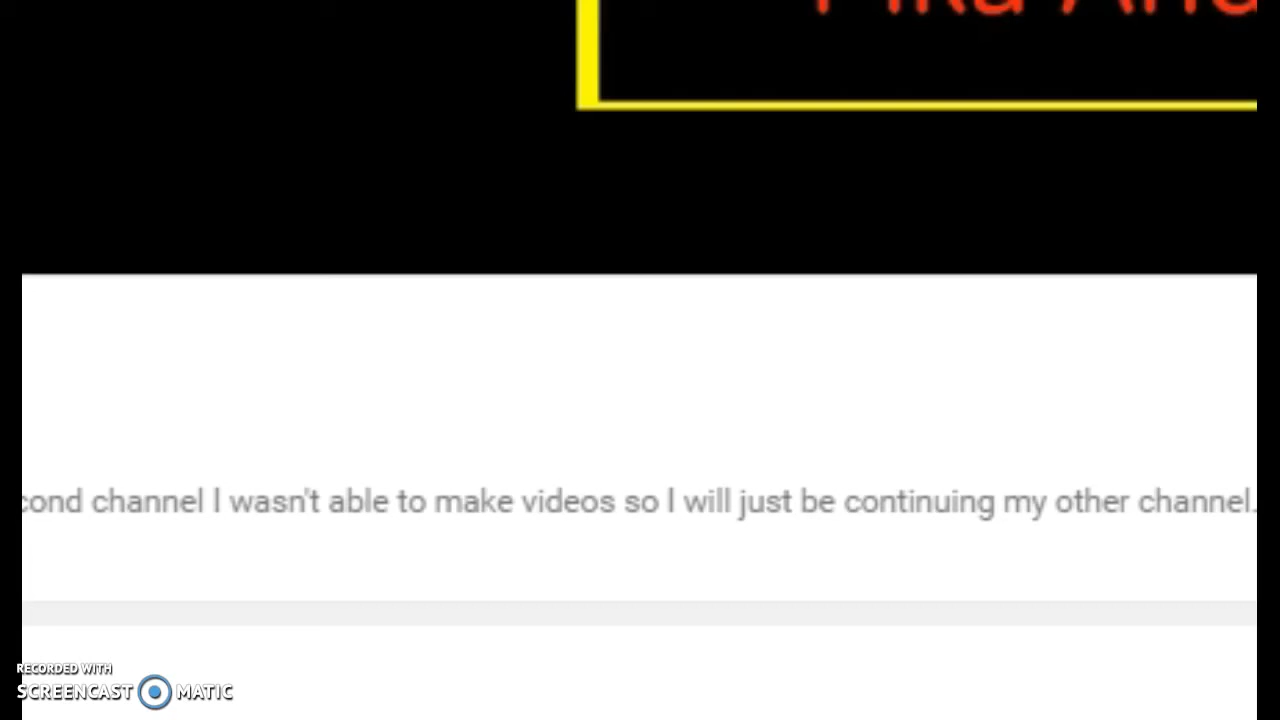 cond channel I wasn't able to make videos so I will just be continuing my other channel.
RECORDED WITH
SCREENCAST MATIC